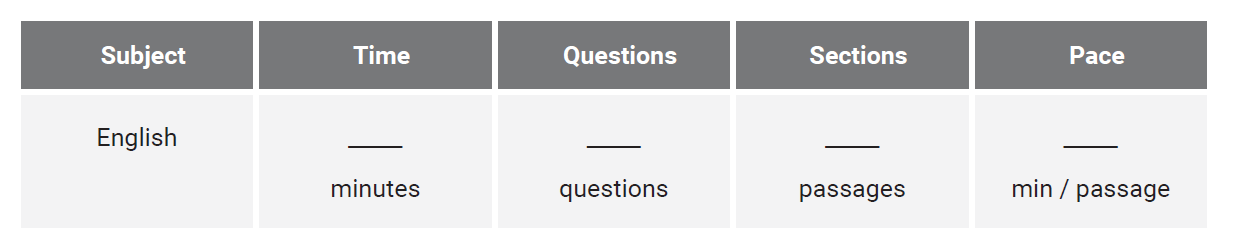 Subject Time Questions Sections Pace
English ____ ____ ____ ____
minutes questions passages min / passage